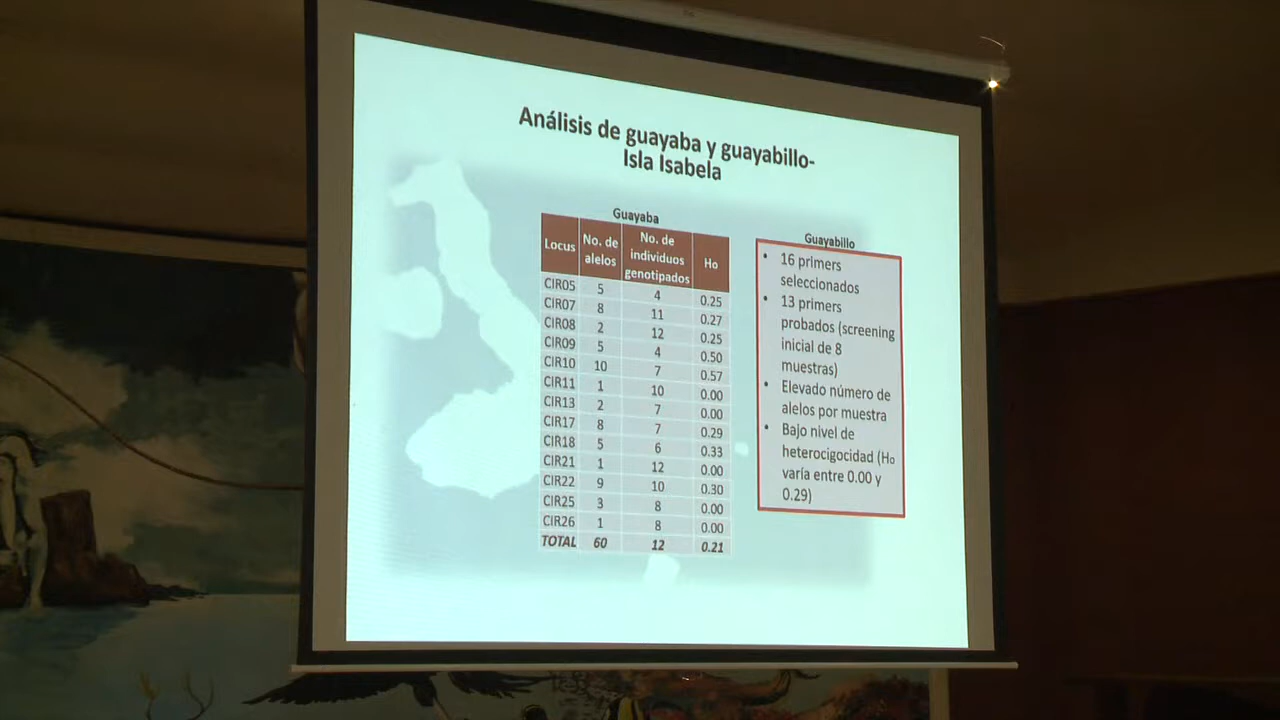 Análisis de guayaba y guayabillo-
Isla Isabela
Guayaba
Locus No. de alelos No. de individuos genotipados Ho
CIR05 5 4 0.25
CIR07 8 11 0.27
CIR08 2 12 0.25
CIR09 5 4 0.50
CIR10 10 7 0.57
CIR11 1 10 0.00
CIR13 2 7 0.00
CIR17 8 7 0.29
CIR18 5 6 0.33
CIR21 1 12 0.00
CIR22 9 10 0.30
CIR25 3 8 0.00
CIR26 1 8 0.00
TOTAL 60 12 0.21
Guayabillo
• 16 primers
seleccionados
• 13 primers
probados (screening
inicial de 8
muestras)
• Elevado número de
alelos por muestra
• Bajo nivel de
heterocigocidad (Ho
varía entre 0.00 y
0.29)